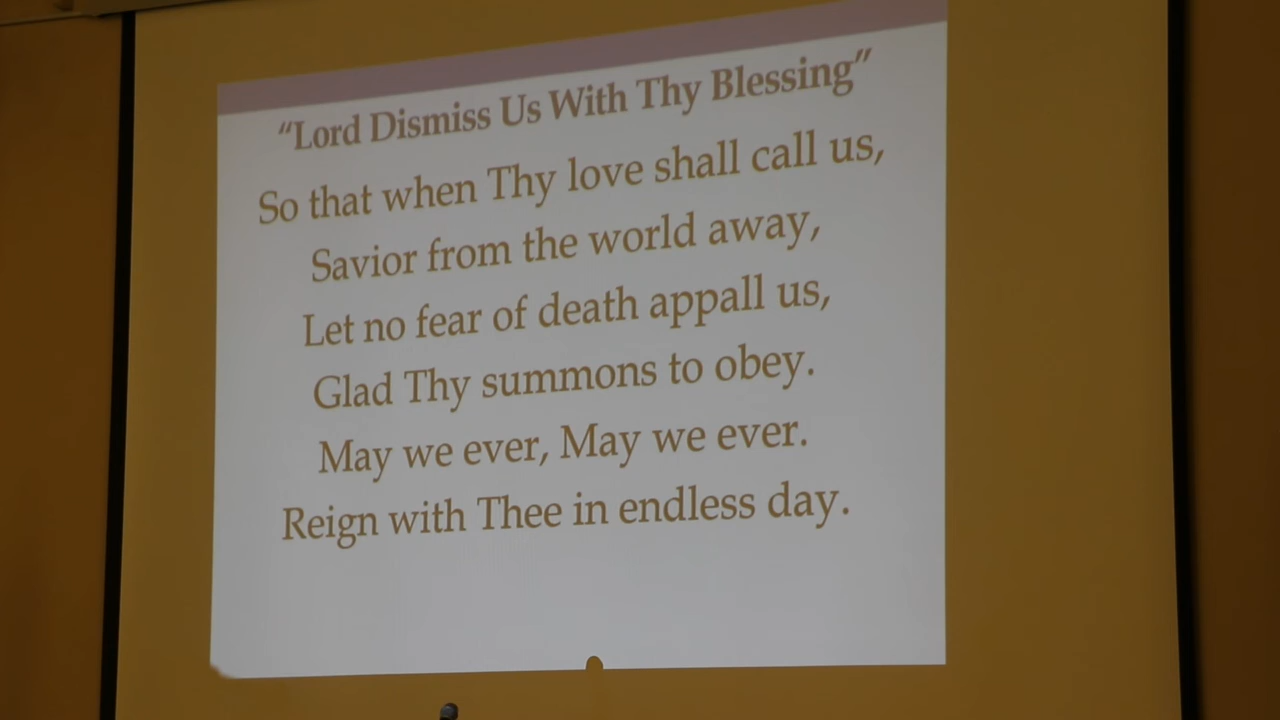 “Lord Dismiss Us With Thy Blessing”
So that when Thy love shall call us,
Savior from the world away,
Let no fear of death appall us,
Glad Thy summons to obey.
May we ever, May we ever.
Reign with Thee in endless day.